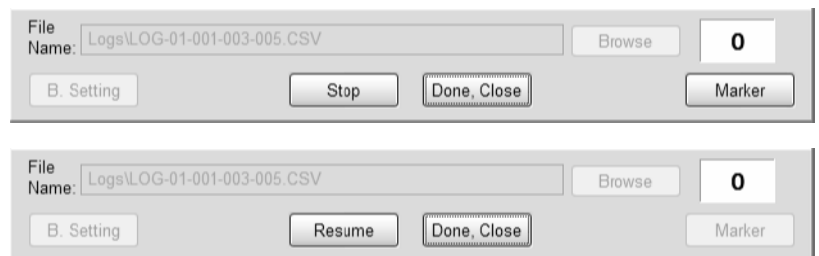 File
Name: Logs\LOG-01-001-003-005.CSV Browse 0
B. Setting Stop Done, Close Marker
File
Name: Logs\LOG-01-001-003-005.CSV Browse 0
B. Setting Resume Done, Close Marker